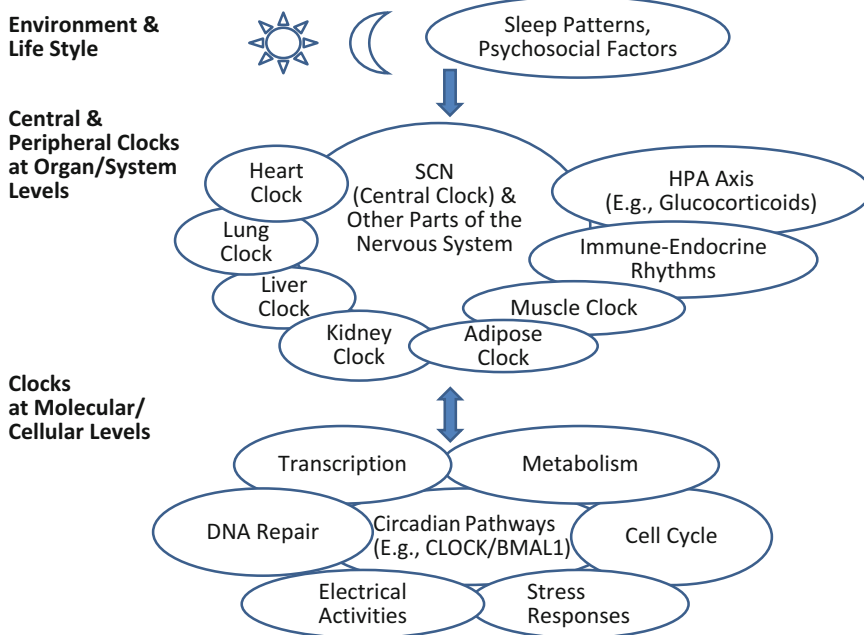 Environment &
Life Style
Sleep Patterns,
Psychosocial Factors
Central &
Peripheral Clocks
at Organ/System
Levels
Heart
Clock
Lung
Clock
Liver
Clock
Kidney
Clock
SCN
(Central Clock) &
Other Parts of the
Nervous System
HPA Axis
(E.g., Glucocorticoids)
Immune-Endocrine
Rhythms
Muscle Clock
Adipose
Clock
Clocks
at Molecular/
Cellular Levels
Transcription
Metabolism
DNA Repair
Circadian Pathways
(E.g., CLOCK/BMAL1)
Cell Cycle
Electrical
Activities
Stress
Responses